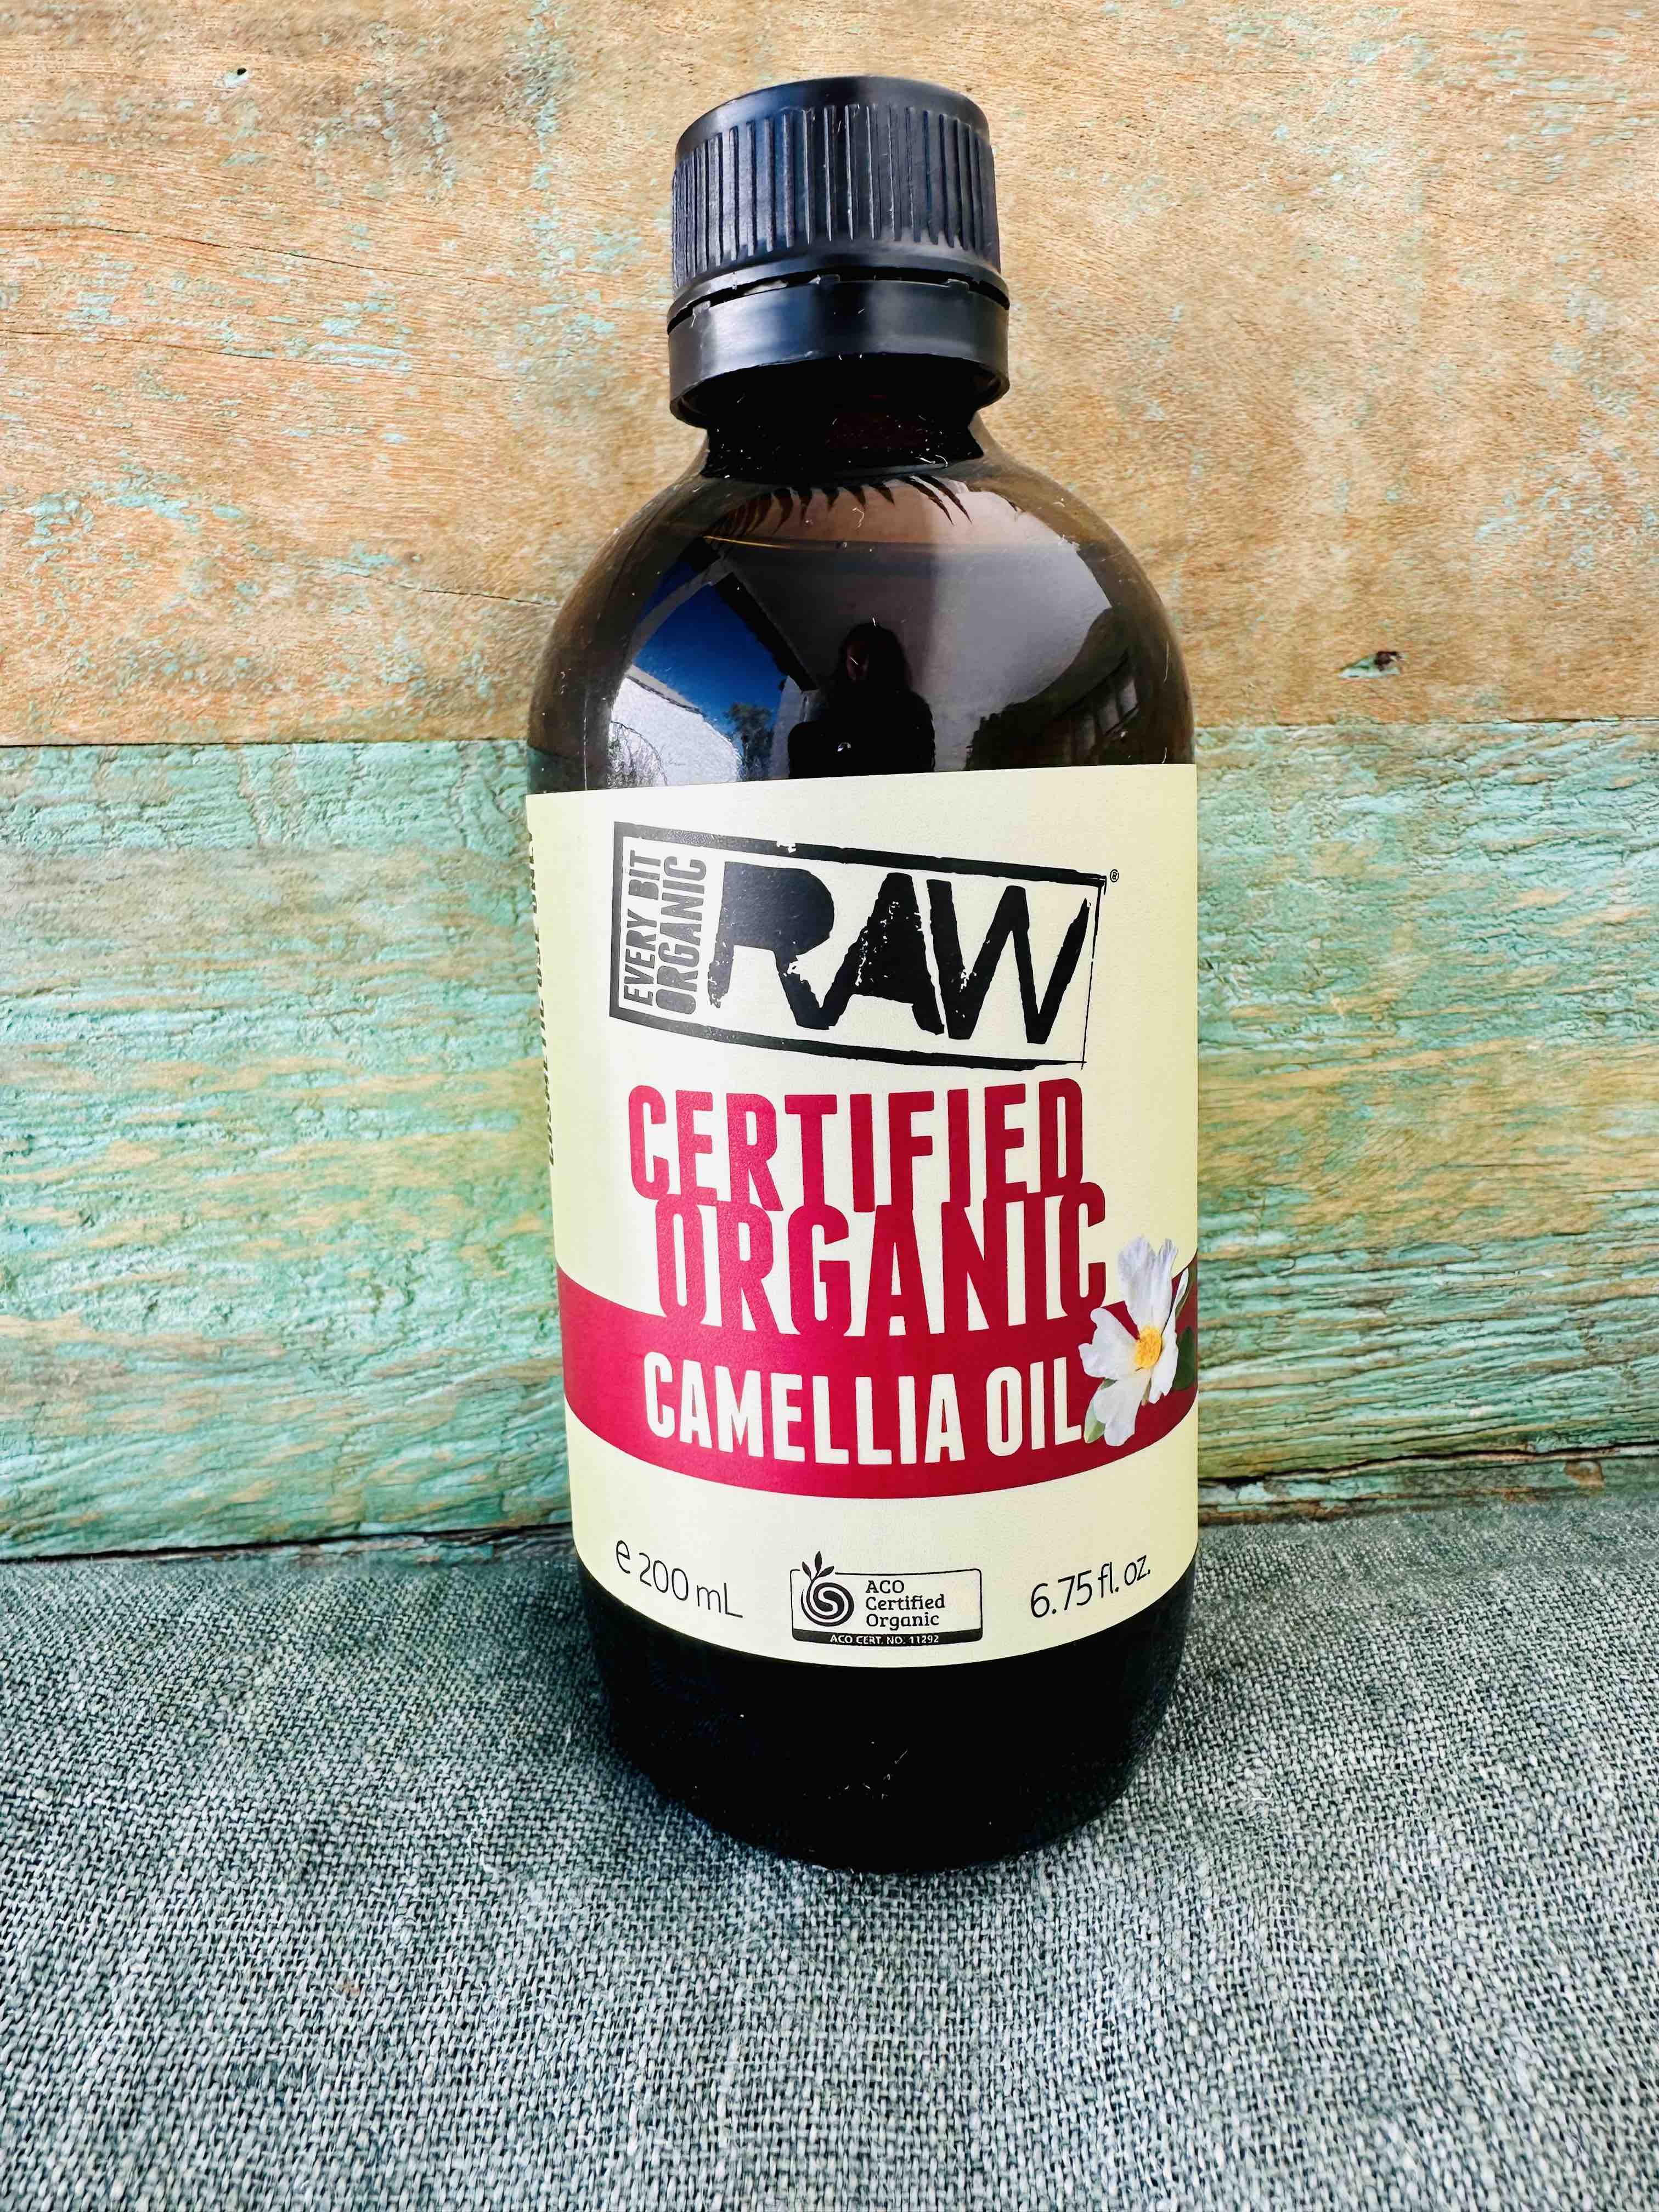 EVERY BIT
ORGANIC
RAW®
CERTIFIED
ORGANIC
CAMELLIA OIL
e 200 mL
ACO
Certified
Organic
ACO CERT. NO. 11292
6.75 fl. oz.